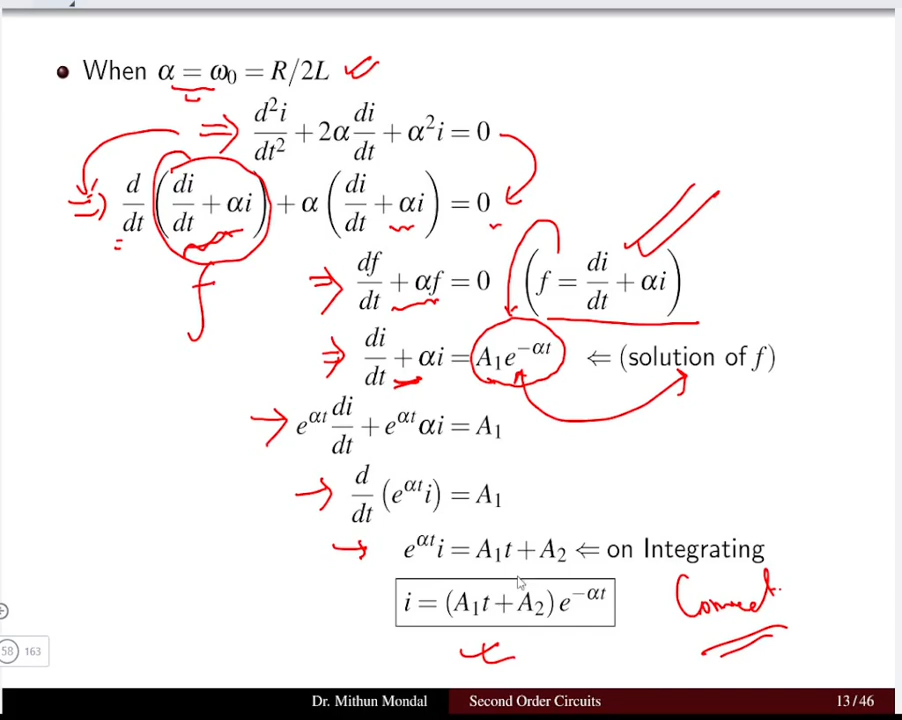 When α = ω₀ = R/2L
d²i/dt² + 2α di/dt + α²i = 0
d/dt (di/dt + αi) + α (di/dt + αi) = 0
f
df/dt + αf = 0 (f = di/dt + αi)
di/dt + αi = A₁e^{−αt} ⇐ (solution of f)
e^{αt} di/dt + e^{αt} αi = A₁
d/dt (e^{αt} i) = A₁
e^{αt} i = A₁t + A₂ ⇐ on Integrating
i = (A₁t + A₂) e^{−αt}
58 163
Dr. Mithun Mondal Second Order Circuits 13/46